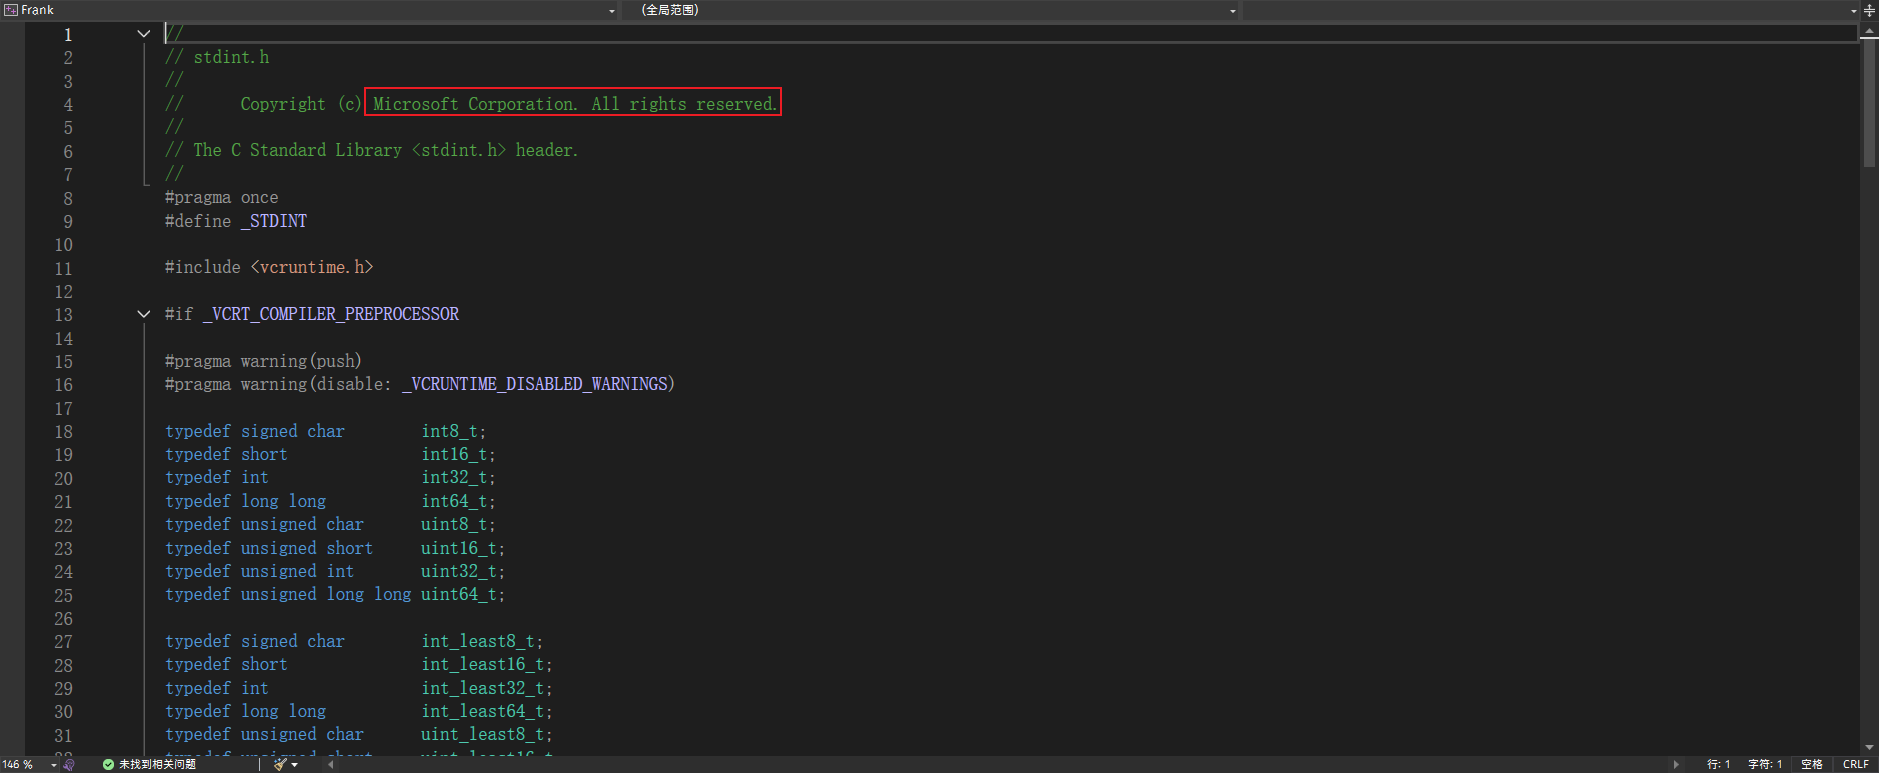 Frank
(全局范围)
1 //
2 // stdint.h
3 //
4 //      Copyright (c) Microsoft Corporation. All rights reserved.
5 //
6 // The C Standard Library <stdint.h> header.
7 //
8 #pragma once
9 #define _STDINT
10
11 #include <vcruntime.h>
12
13 #if _VCRT_COMPILER_PREPROCESSOR
14
15 #pragma warning(push)
16 #pragma warning(disable: _VCRUNTIME_DISABLED_WARNINGS)
17
18 typedef signed char        int8_t;
19 typedef short              int16_t;
20 typedef int                int32_t;
21 typedef long long          int64_t;
22 typedef unsigned char      uint8_t;
23 typedef unsigned short     uint16_t;
24 typedef unsigned int       uint32_t;
25 typedef unsigned long long uint64_t;
26
27 typedef signed char        int_least8_t;
28 typedef short              int_least16_t;
29 typedef int                int_least32_t;
30 typedef long long          int_least64_t;
31 typedef unsigned char      uint_least8_t;
32 typedef unsigned short     uint_least16_t
146 % 未找到相关问题 行: 1 字符: 1 空格 CRLF